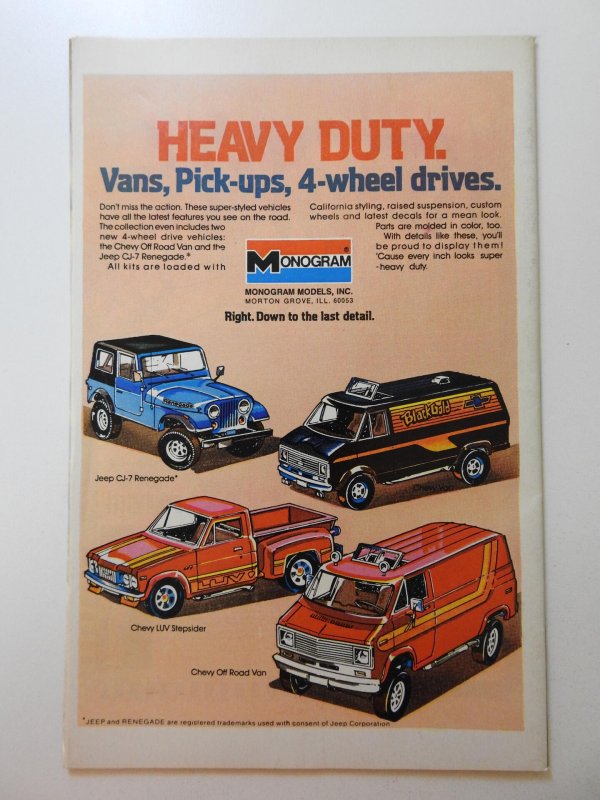 HEAVY DUTY.
Vans, Pick-ups, 4-wheel drives.
Don't miss the action. These super-styled vehicles
have all the latest features you see on the road.
The collection even includes two
new 4-wheel drive vehicles:
the Chevy Off Road Van and the
Jeep CJ-7 Renegade.*
All kits are loaded with
California styling, raised suspension, custom
wheels and latest decals for a mean look.
Parts are molded in color, too.
With details like these, you'll
be proud to display them!
'Cause every inch looks super
-heavy duty.
MONOGRAM®
MONOGRAM MODELS, INC.
MORTON GROVE, ILL. 60053
Right. Down to the last detail.
Renegade
Black Gold
Jeep CJ-7 Renegade*
Chevy Van
LUV
Chevy LUV Stepsider
Chevy Off Road Van
*JEEP and RENEGADE are registered trademarks used with consent of Jeep Corporation